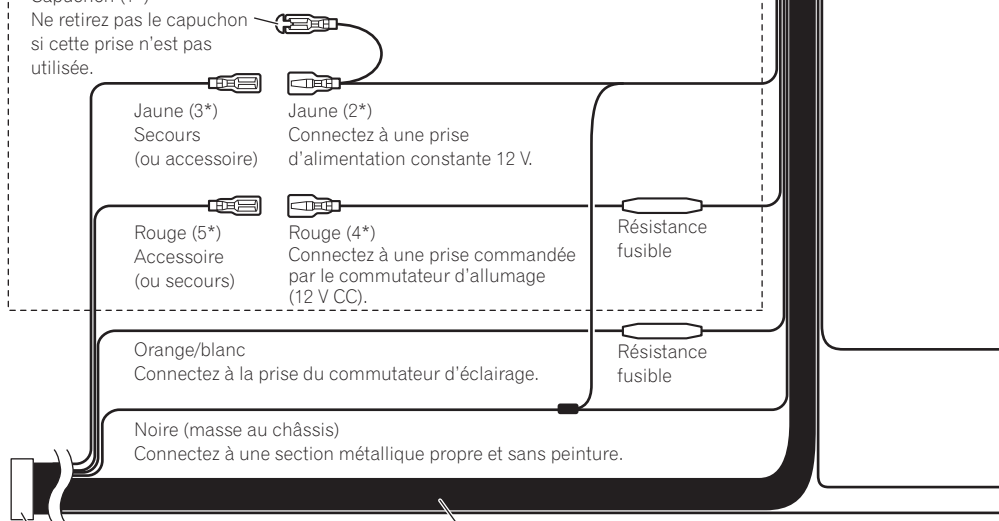 Capuchon (1*)
Ne retirez pas le capuchon
si cette prise n'est pas
utilisée.
Jaune (3*)
Secours
(ou accessoire)
Jaune (2*)
Connectez à une prise
d'alimentation constante 12 V.
Rouge (5*)
Accessoire
(ou secours)
Rouge (4*)
Connectez à une prise commandée
par le commutateur d'allumage
(12 V CC).
Résistance
fusible
Orange/blanc
Connectez à la prise du commutateur d'éclairage.
Résistance
fusible
Noire (masse au châssis)
Connectez à une section métallique propre et sans peinture.